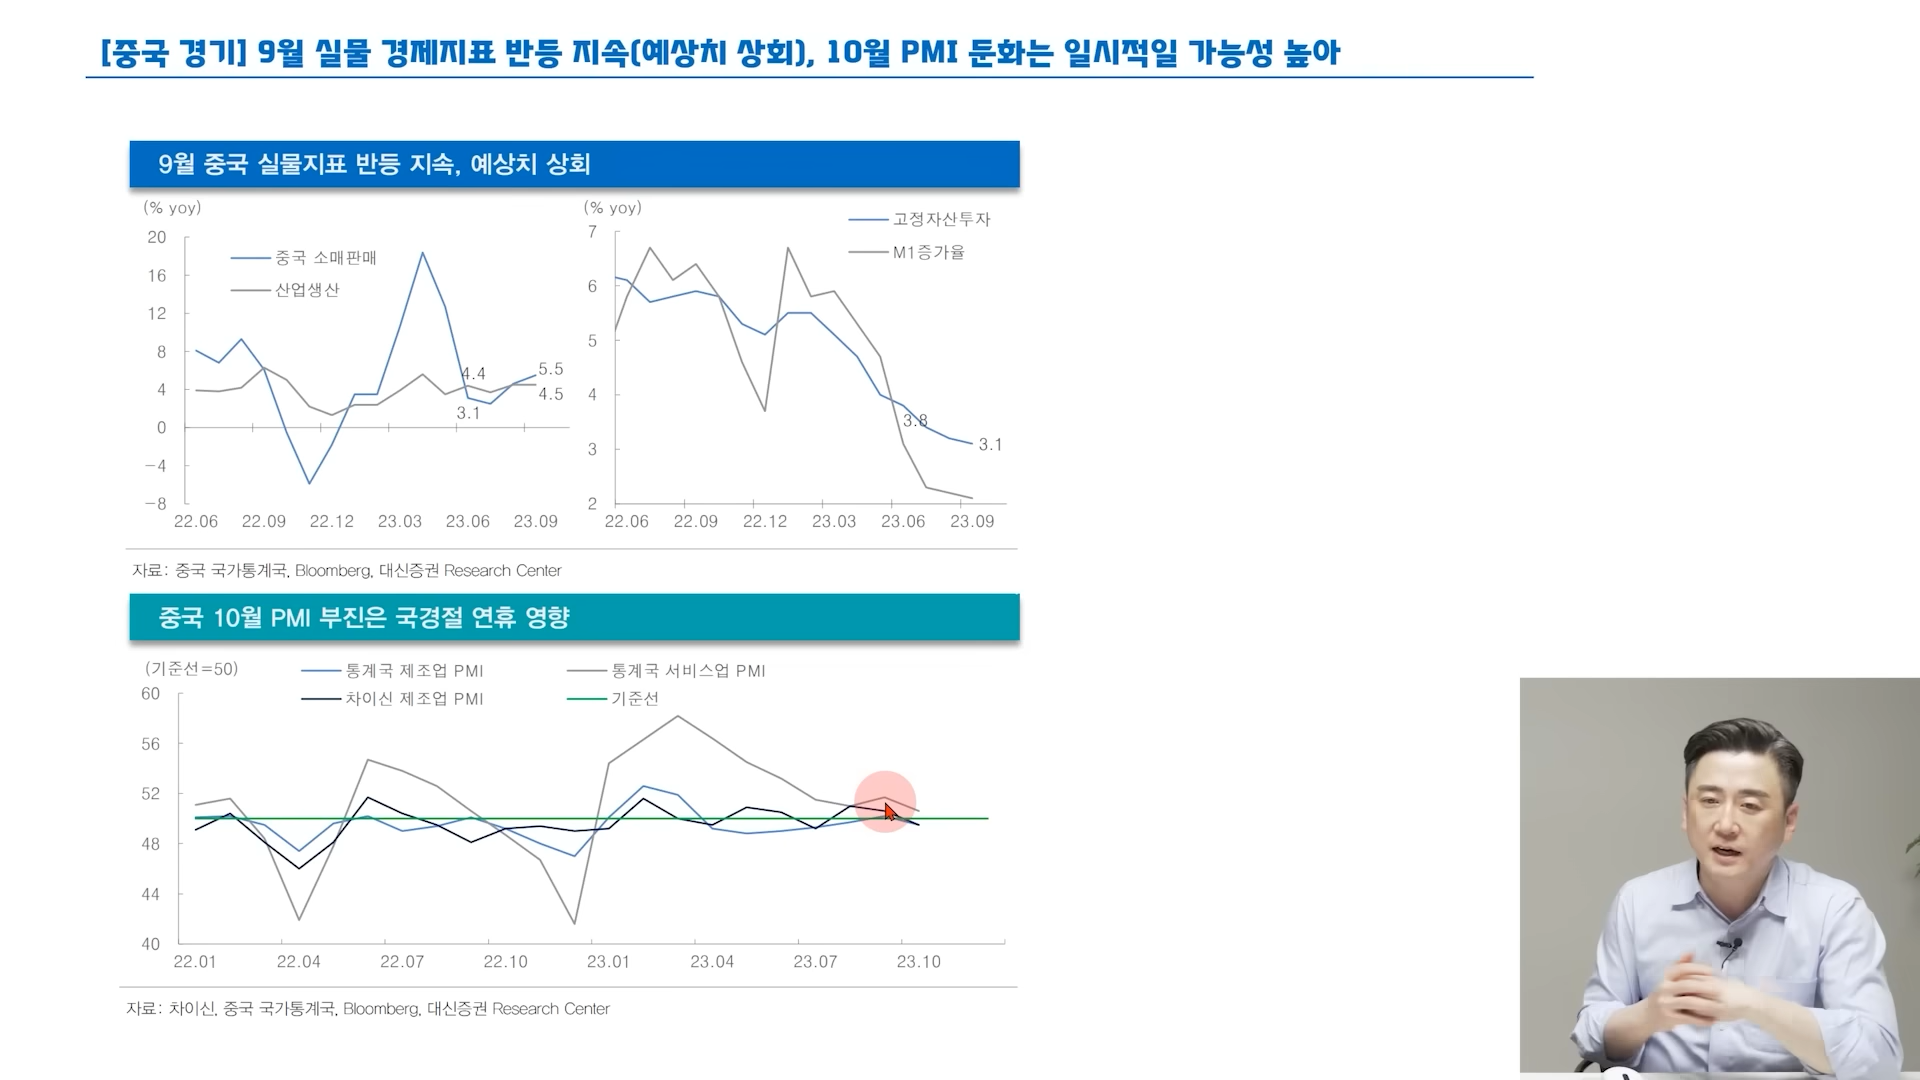 [중국 경기] 9월 실물 경제지표 반등 지속(예상치 상회), 10월 PMI 둔화는 일시적일 가능성 높아
9월 중국 실물지표 반등 지속, 예상치 상회
(% yoy)
중국 소매판매
산업생산
20
16
12
8
4
0
-4
-8
4.4
3.1
5.5
4.5
22.06 22.09 22.12 23.03 23.06 23.09
(% yoy)
고정자산투자
M1증가율
7
6
5
4
3
2
3.8
3.1
22.06 22.09 22.12 23.03 23.06 23.09
자료: 중국 국가통계국, Bloomberg, 대신증권 Research Center
중국 10월 PMI 부진은 국경절 연휴 영향
(기준선=50)
통계국 제조업 PMI
통계국 서비스업 PMI
차이신 제조업 PMI
기준선
60
56
52
48
44
40
22.01 22.04 22.07 22.10 23.01 23.04 23.07 23.10
자료: 차이신, 중국 국가통계국, Bloomberg, 대신증권 Research Center